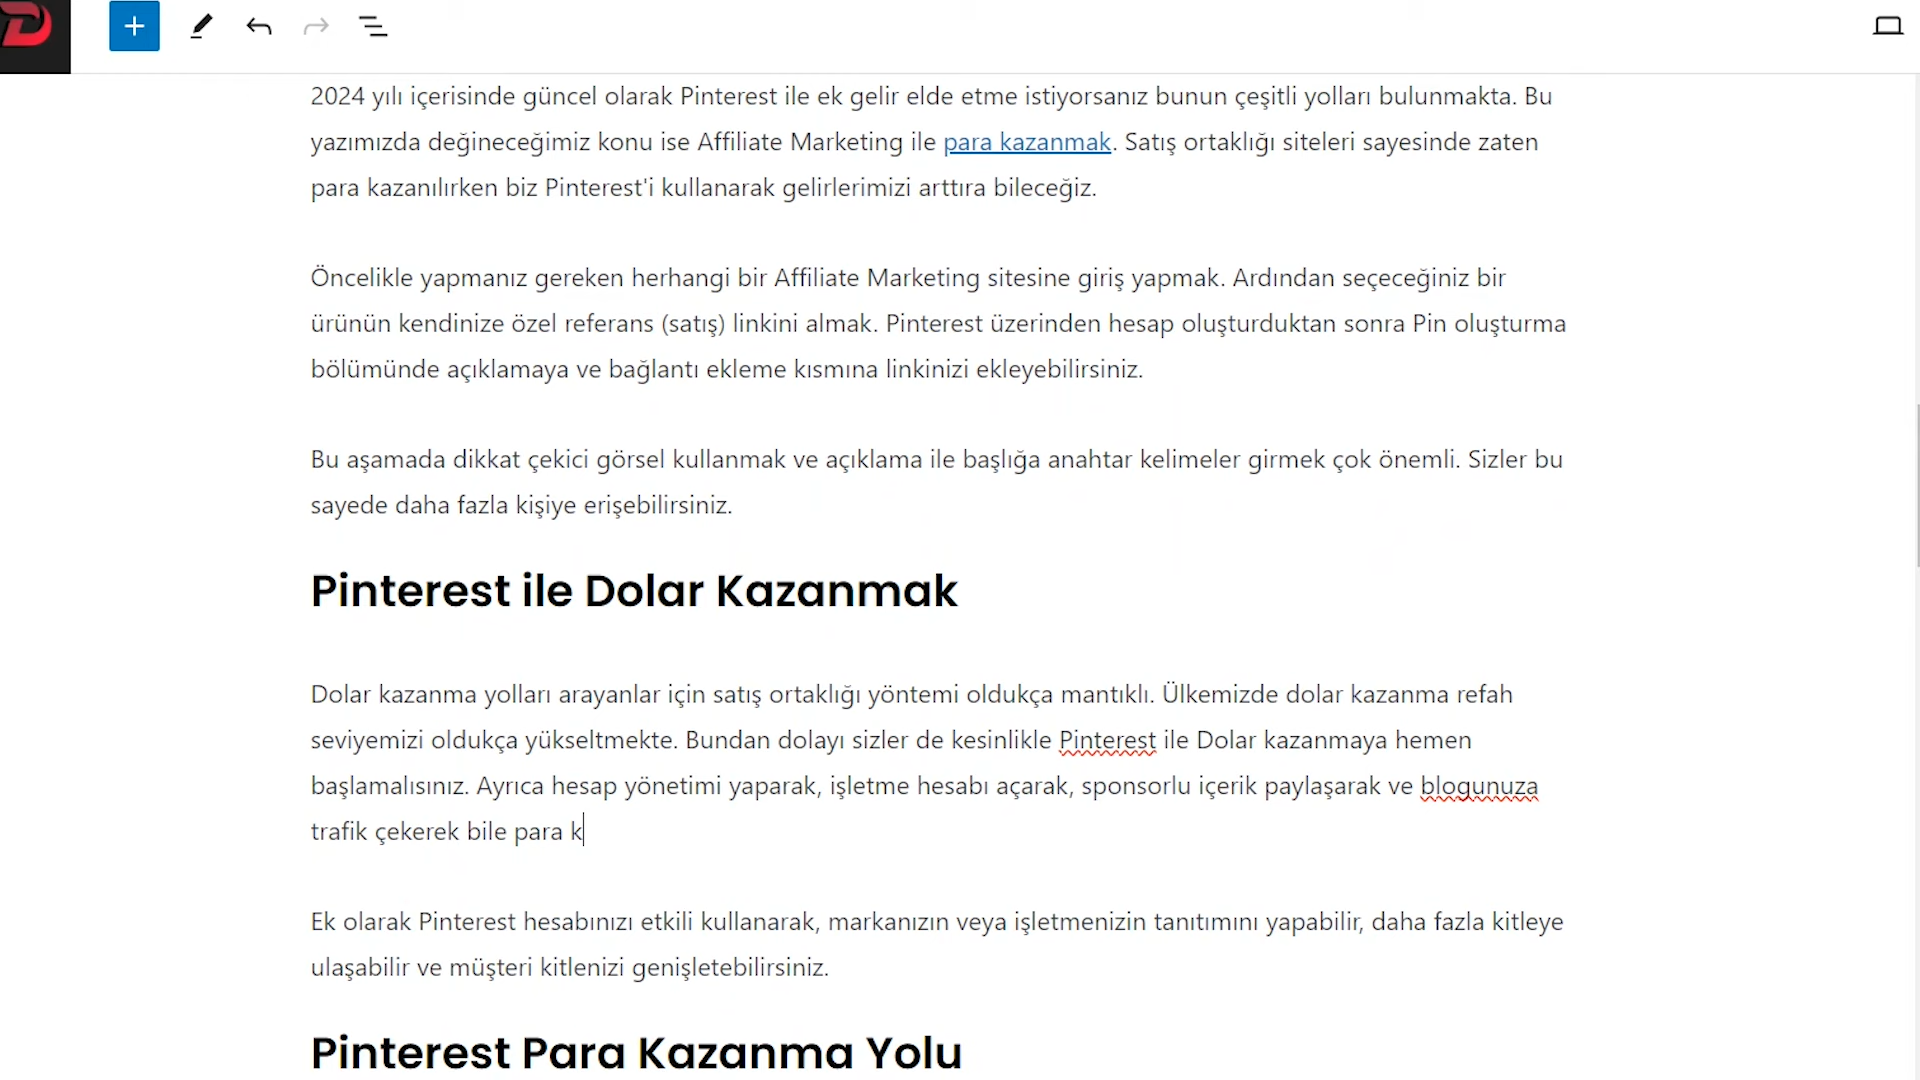 2024 yılı içerisinde güncel olarak Pinterest ile ek gelir elde etme istiyorsanız bunun çeşitli yolları bulunmakta. Bu
yazımızda değineceğimiz konu ise Affiliate Marketing ile para kazanmak. Satış ortaklığı siteleri sayesinde zaten
para kazanılırken biz Pinterest'i kullanarak gelirlerimizi arttıra bileceğiz.
Öncelikle yapmanız gereken herhangi bir Affiliate Marketing sitesine giriş yapmak. Ardından seçeceğiniz bir
ürünün kendinize özel referans (satış) linkini almak. Pinterest üzerinden hesap oluşturduktan sonra Pin oluşturma
bölümünde açıklamaya ve bağlantı ekleme kısmına linkinizi ekleyebilirsiniz.
Bu aşamada dikkat çekici görsel kullanmak ve açıklama ile başlığa anahtar kelimeler girmek çok önemli. Sizler bu
sayede daha fazla kişiye erişebilirsiniz.
Pinterest ile Dolar Kazanmak
Dolar kazanma yolları arayanlar için satış ortaklığı yöntemi oldukça mantıklı. Ülkemizde dolar kazanma refah
seviyemizi oldukça yükseltmekte. Bundan dolayı sizler de kesinlikle Pinterest ile Dolar kazanmaya hemen
başlamalısınız. Ayrıca hesap yönetimi yaparak, işletme hesabı açarak, sponsorlu içerik paylaşarak ve blogunuza
trafik çekerek bile para k
Ek olarak Pinterest hesabınızı etkili kullanarak, markanızın veya işletmenizin tanıtımını yapabilir, daha fazla kitleye
ulaşabilir ve müşteri kitlenizi genişletebilirsiniz.
Pinterest Para Kazanma Yolu